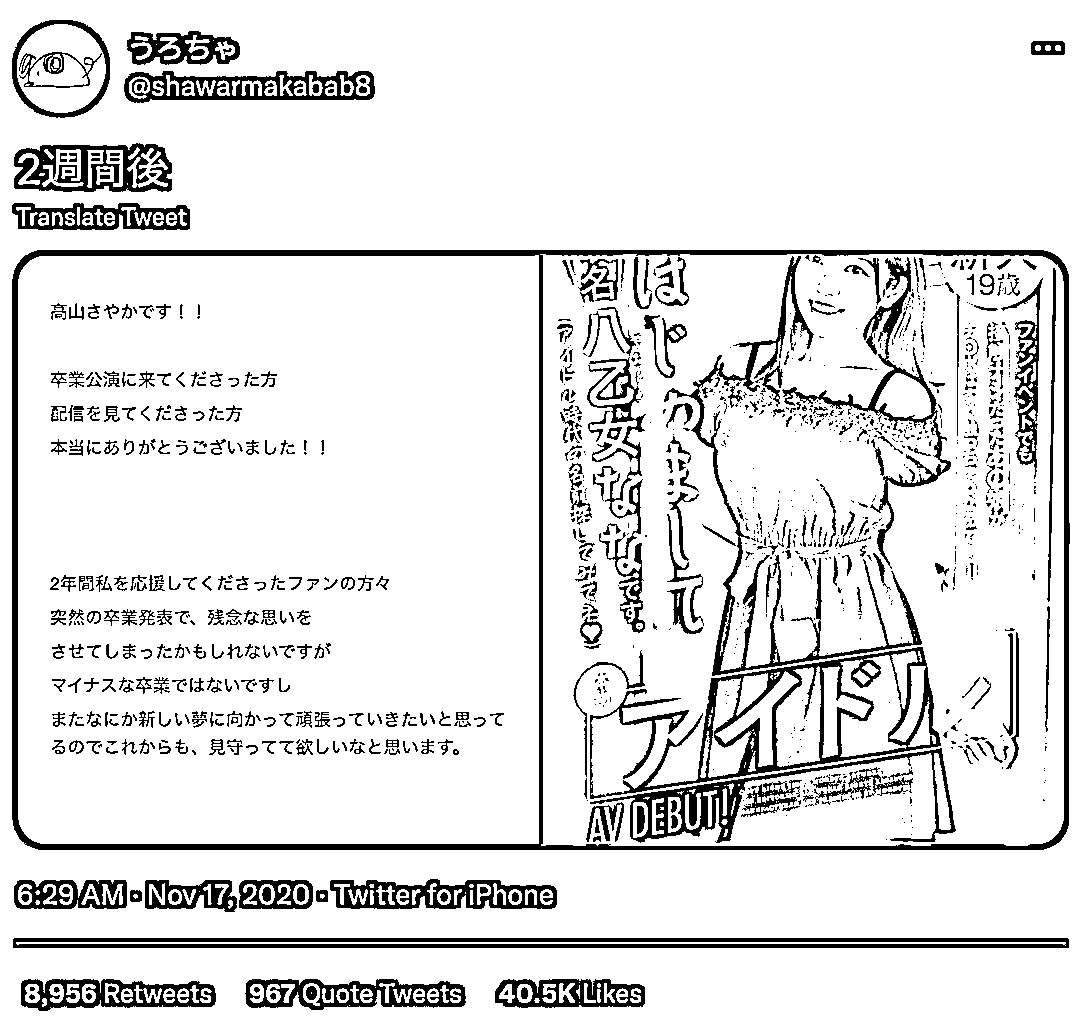 うろちゃ
@shawarmakabab8
2週間後
Translate Tweet
髙山さやかです！！
卒業公演に来てくださった方
配信を見てくださった方
本当にありがとうございました！！
2年間私を応援してくださったファンの方々
突然の卒業発表で、残念な思いを
させてしまったかもしれないですが
マイナスな卒業ではないですし
またなにか新しい夢に向かって頑張っていきたいと思って
るのでこれからも、見守ってて欲しいなと思います。
19歳
ファンイベントでも
はじめまして
八乙女ななです。
アイドル
AV DEBUT!
6:29 AM · Nov 17, 2020 · Twitter for iPhone
8,956 Retweets 967 Quote Tweets 40.5K Likes